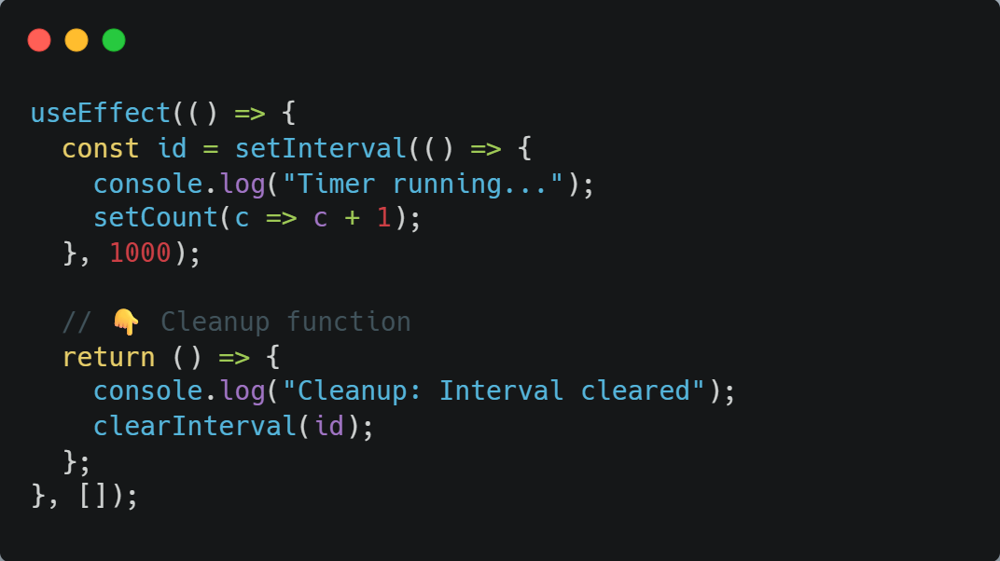 useEffect(() => {
  const id = setInterval(() => {
    console.log("Timer running...");
    setCount(c => c + 1);
  }, 1000);

  // 👇 Cleanup function
  return () => {
    console.log("Cleanup: Interval cleared");
    clearInterval(id);
  };
}, []);